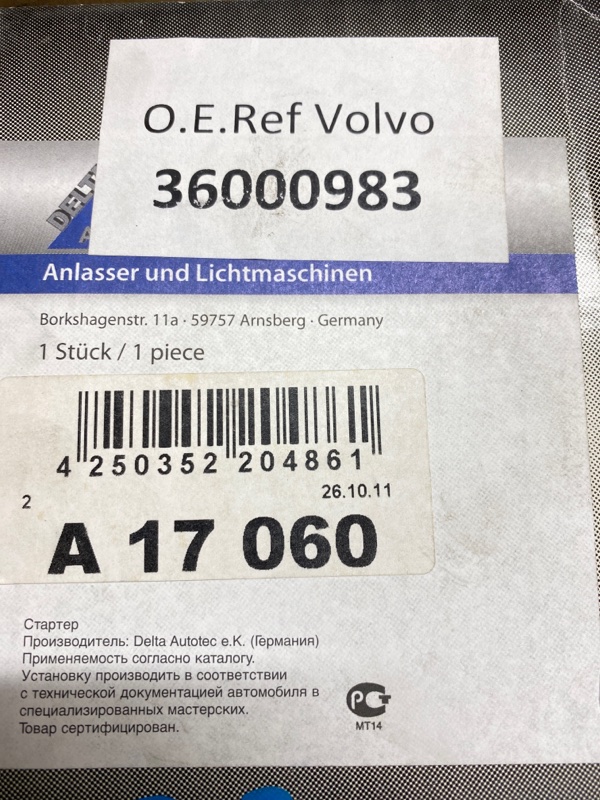 O.E.Ref Volvo
36000983
Anlasser und Lichtmaschinen
Borkshagenstr. 11a · 59757 Arnsberg · Germany
1 Stück / 1 piece
4 250352 204861
26.10.11
2
A 17 060
Стартер
Производитель: Delta Autotec e.K. (Германия)
Применяемость согласно каталогу.
Установку производить в соответствии
с технической документацией автомобиля в
специализированных мастерских.
Товар сертифицирован.
РСТ
МТ14